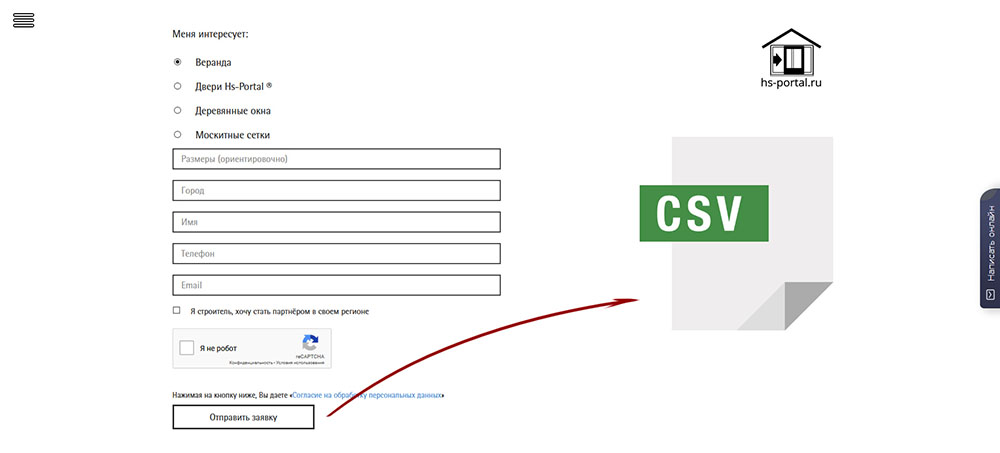 Меня интересует:
Веранда
Двери Hs-Portal ®
Деревянные окна
Москитные сетки
Размеры (ориентировочно)
Город
Имя
Телефон
Email
Я строитель, хочу стать партнёром в своем регионе
Я не робот
reCAPTCHA
Конфиденциальность - Условия использования
Нажимая на кнопку ниже, Вы даете «Согласие на обработку персональных данных»
Отправить заявку
hs-portal.ru
CSV
Написать онлайн